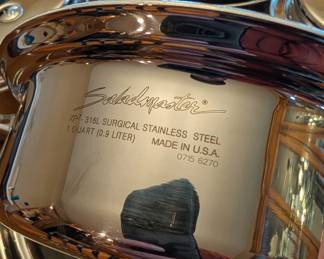 Saladmaster®
316L SURGICAL STAINLESS STEEL
1 QUART (0.9 LITER) MADE IN U.S.A.
0715 6270